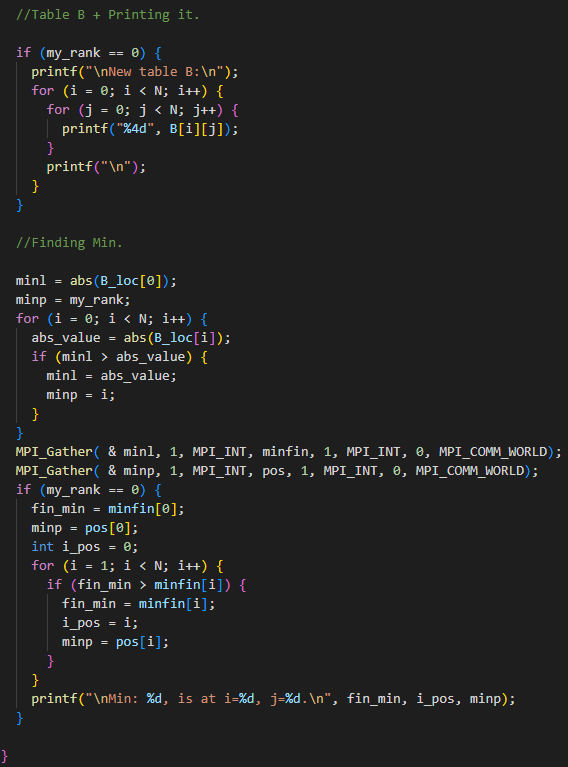 //Table B + Printing it.
if (my_rank == 0) {
printf("\nNew table B:\n");
for (i = 0; i < N; i++) {
for (j = 0; j < N; j++) {
printf("%4d", B[i][j]);
}
printf("\n");
}
}
//Finding Min.
minl = abs(B_loc[0]);
minp = my_rank;
for (i = 0; i < N; i++) {
abs_value = abs(B_loc[i]);
if (minl > abs_value) {
minl = abs_value;
minp = i;
}
}
MPI_Gather( & minl, 1, MPI_INT, minfin, 1, MPI_INT, 0, MPI_COMM_WORLD);
MPI_Gather( & minp, 1, MPI_INT, pos, 1, MPI_INT, 0, MPI_COMM_WORLD);
if (my_rank == 0) {
fin_min = minfin[0];
minp = pos[0];
int i_pos = 0;
for (i = 1; i < N; i++) {
if (fin_min > minfin[i]) {
fin_min = minfin[i];
i_pos = i;
minp = pos[i];
}
}
printf("\nMin: %d, is at i=%d, j=%d.\n", fin_min, i_pos, minp);
}
}